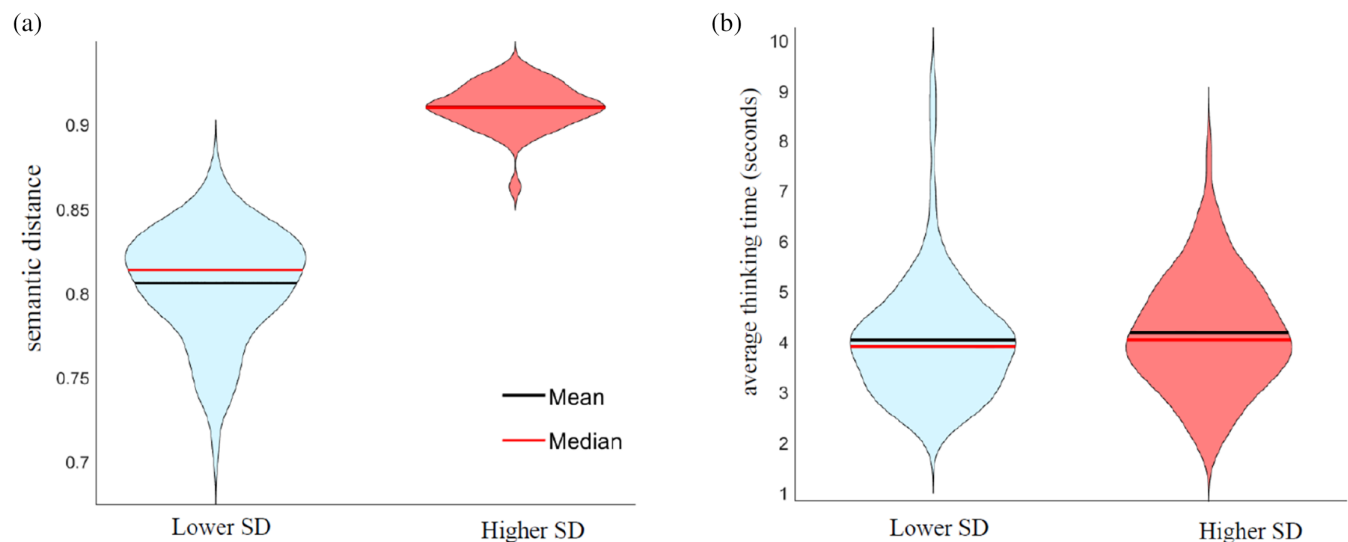 (a)
semantic distance
0.9
0.85
0.8
0.75
0.7
Mean
Median
Lower SD
Higher SD
(b)
average thinking time (seconds)
10
9
8
7
6
5
4
3
2
1
Lower SD
Higher SD